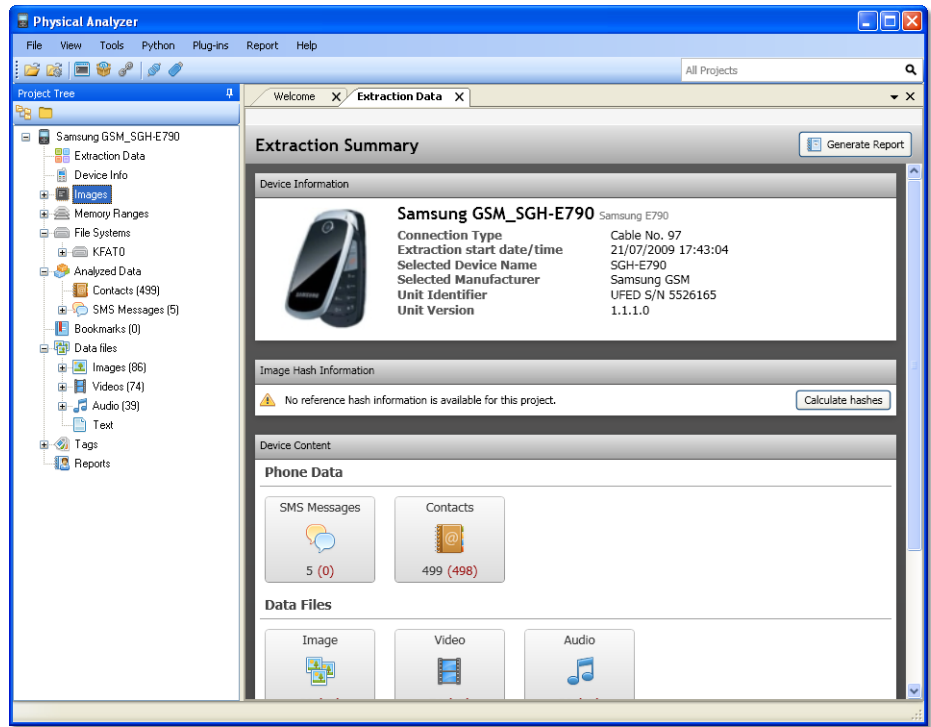 Physical Analyzer
File View Tools Python Plug-ins Report Help
All Projects
Project Tree
Welcome X Extraction Data X
Samsung GSM_SGH-E790
Extraction Data
Device Info
Images
Memory Ranges
File Systems
KFAT0
Analyzed Data
Contacts (499)
SMS Messages (5)
Bookmarks (0)
Data files
Images (86)
Videos (74)
Audio (39)
Text
Tags
Reports
Extraction Summary
Generate Report
Device Information
Samsung GSM_SGH-E790 Samsung E790
Connection Type Cable No. 97
Extraction start date/time 21/07/2009 17:43:04
Selected Device Name SGH-E790
Selected Manufacturer Samsung GSM
Unit Identifier UFED S/N 5526165
Unit Version 1.1.1.0
Image Hash Information
No reference hash information is available for this project.
Calculate hashes
Device Content
Phone Data
SMS Messages Contacts
5 (0) 499 (498)
Data Files
Image Video Audio